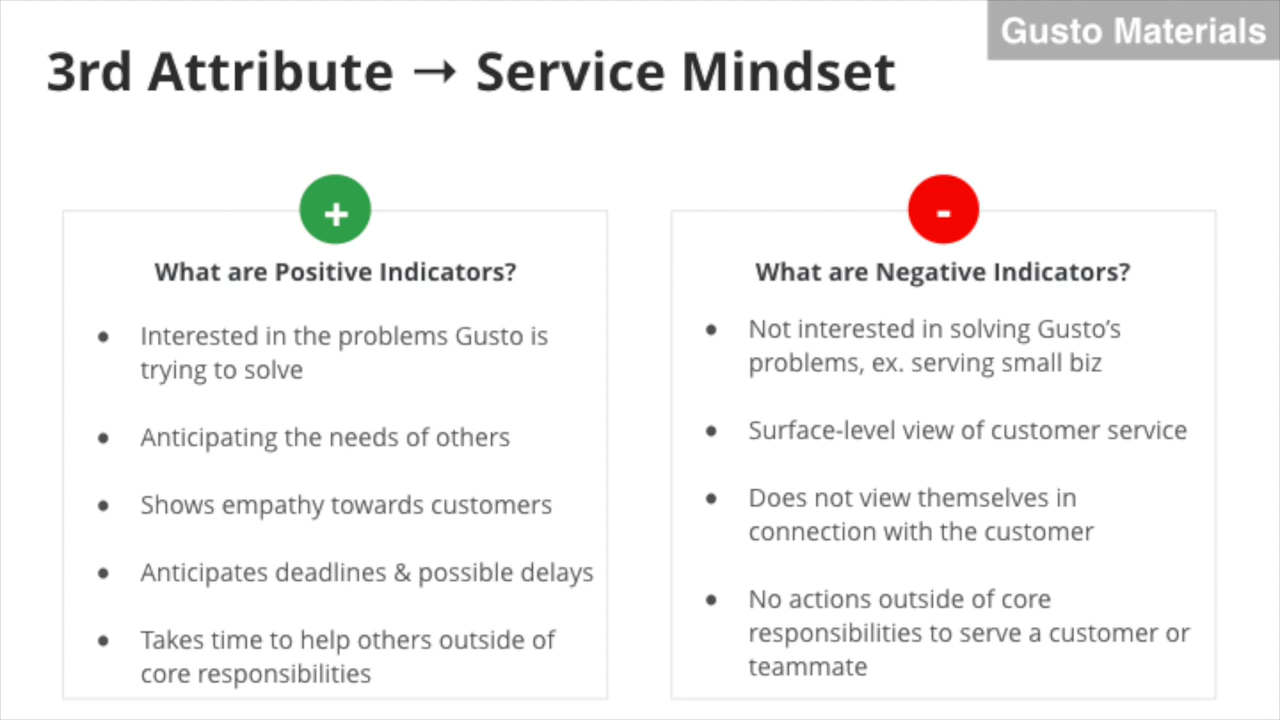 Gusto Materials
3rd Attribute → Service Mindset
+
What are Positive Indicators?
● Interested in the problems Gusto is
trying to solve
● Anticipating the needs of others
● Shows empathy towards customers
● Anticipates deadlines & possible delays
● Takes time to help others outside of
core responsibilities
-
What are Negative Indicators?
● Not interested in solving Gusto’s
problems, ex. serving small biz
● Surface-level view of customer service
● Does not view themselves in
connection with the customer
● No actions outside of core
responsibilities to serve a customer or
teammate